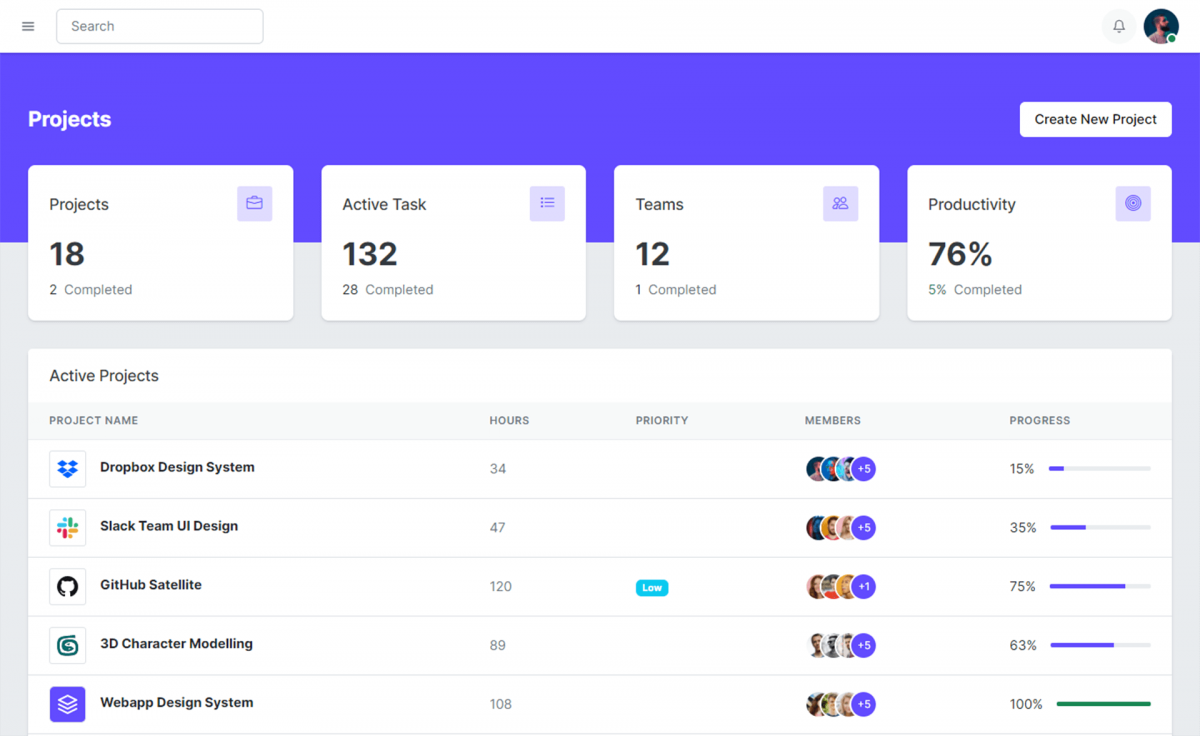 Search
Projects
Create New Project
Projects
18
2 Completed
Active Task
132
28 Completed
Teams
12
1 Completed
Productivity
76%
5% Completed
Active Projects
PROJECT NAME HOURS PRIORITY MEMBERS PROGRESS
Dropbox Design System 34 +5 15%
Slack Team UI Design 47 +5 35%
GitHub Satellite 120 Low +1 75%
3D Character Modelling 89 +5 63%
Webapp Design System 108 +5 100%